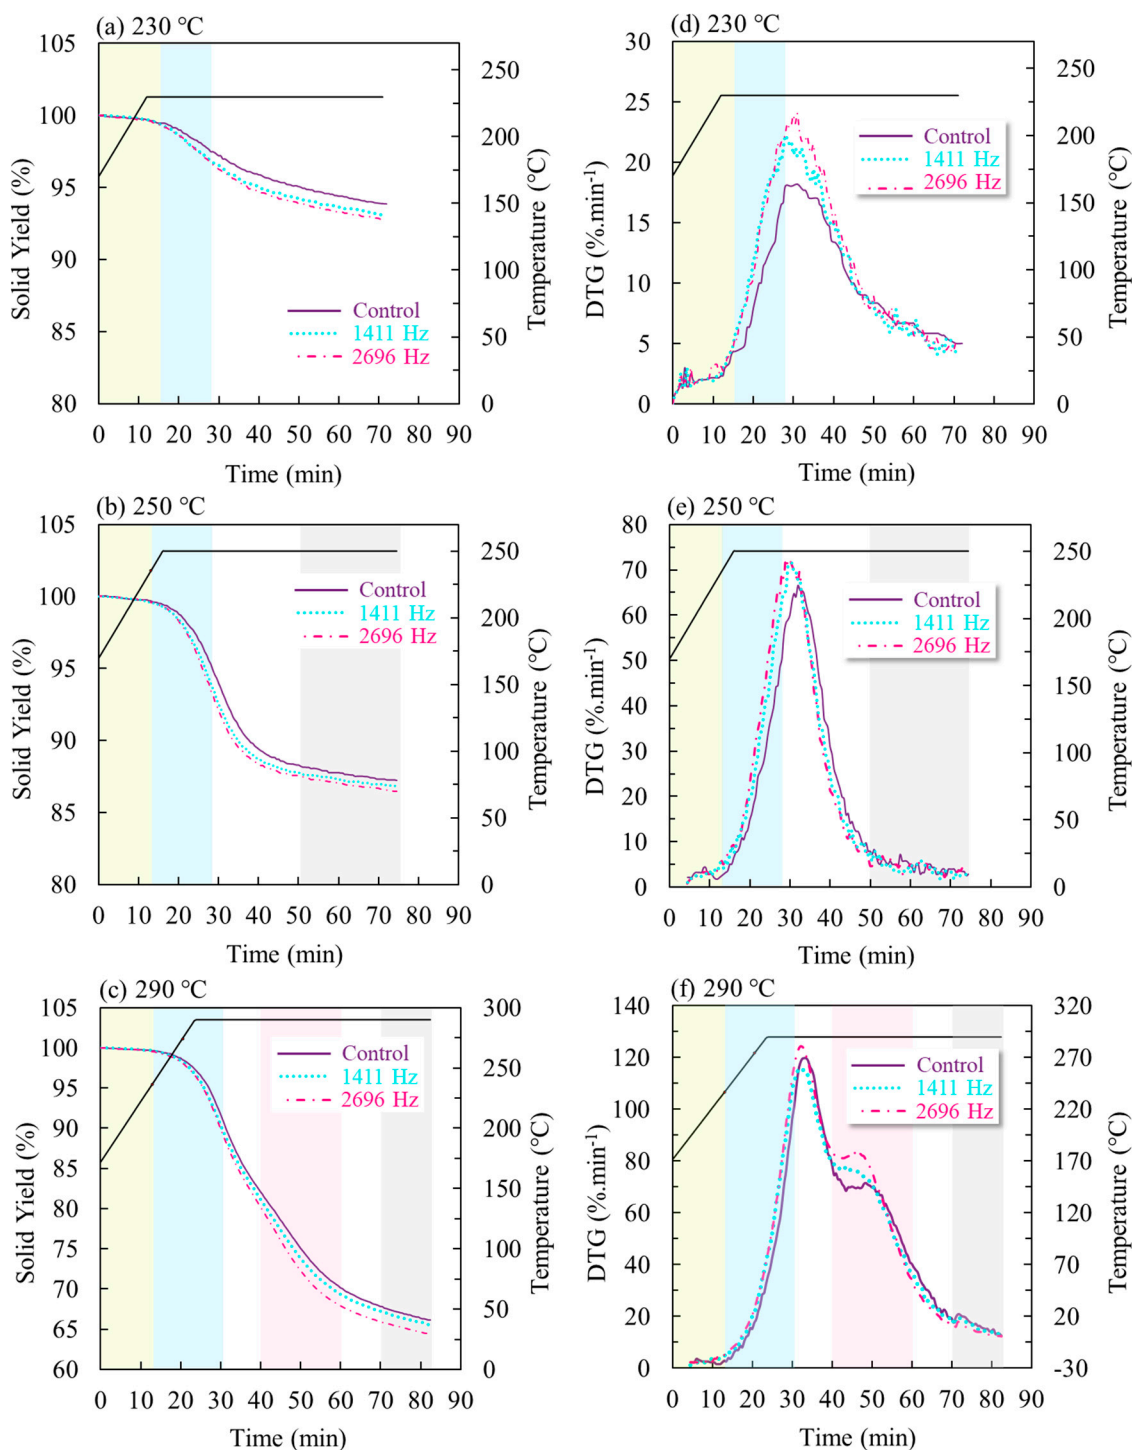 (a) 230 ℃
105
100
95
90
85
80
Solid Yield (%)
250
200
150
100
50
0
Temperature (℃)
Control
1411 Hz
2696 Hz
0 10 20 30 40 50 60 70 80 90
Time (min)
(d) 230 ℃
30
25
20
15
10
5
0
DTG (%.min⁻¹)
250
200
150
100
50
0
Temperature (℃)
Control
1411 Hz
2696 Hz
0 10 20 30 40 50 60 70 80 90
Time (min)
(b) 250 ℃
105
100
95
90
85
80
Solid Yield (%)
250
200
150
100
50
0
Temperature (℃)
Control
1411 Hz
2696 Hz
0 10 20 30 40 50 60 70 80 90
Time (min)
(e) 250 ℃
80
70
60
50
40
30
20
10
0
DTG (%.min⁻¹)
250
200
150
100
50
0
Temperature (℃)
Control
1411 Hz
2696 Hz
0 10 20 30 40 50 60 70 80 90
Time (min)
(c) 290 ℃
105
100
95
90
85
80
75
70
65
60
Solid Yield (%)
300
250
200
150
100
50
0
Temperature (℃)
Control
1411 Hz
2696 Hz
0 10 20 30 40 50 60 70 80 90
Time (min)
(f) 290 ℃
140
120
100
80
60
40
20
0
DTG (%.min⁻¹)
320
270
220
170
120
70
20
-30
Temperature (℃)
Control
1411 Hz
2696 Hz
0 10 20 30 40 50 60 70 80 90
Time (min)